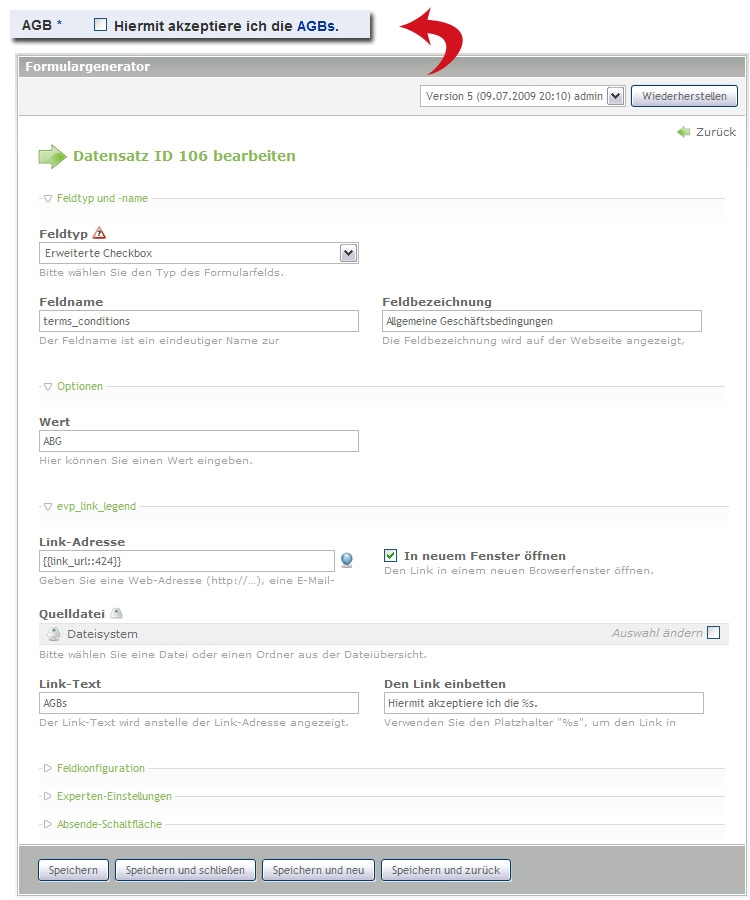 AGB * Hiermit akzeptiere ich die AGBs.
Formulargenerator
Version 5 (09.07.2009 20:10) admin Wiederherstellen
Zurück
Datensatz ID 106 bearbeiten
Feldtyp und -name
Feldtyp
Erweiterte Checkbox
Bitte wählen Sie den Typ des Formularfelds.
Feldname Feldbezeichnung
terms_conditions Allgemeine Geschäftsbedingungen
Der Feldname ist ein eindeutiger Name zur Die Feldbezeichnung wird auf der Webseite angezeigt,
Optionen
Wert
ABG
Hier können Sie einen Wert eingeben.
evp_link_legend
Link-Adresse
{{link_url::424}} In neuem Fenster öffnen
Geben Sie eine Web-Adresse (http://…), eine E-Mail- Den Link in einem neuen Browserfenster öffnen.
Quelldatei
Dateisystem Auswahl ändern
Bitte wählen Sie eine Datei oder einen Ordner aus der Dateiübersicht.
Link-Text Den Link einbetten
AGBs Hiermit akzeptiere ich die %s.
Der Link-Text wird anstelle der Link-Adresse angezeigt. Verwenden Sie den Platzhalter "%s", um den Link in
Feldkonfiguration
Experten-Einstellungen
Absende-Schaltfläche
Speichern Speichern und schließen Speichern und neu Speichern und zurück